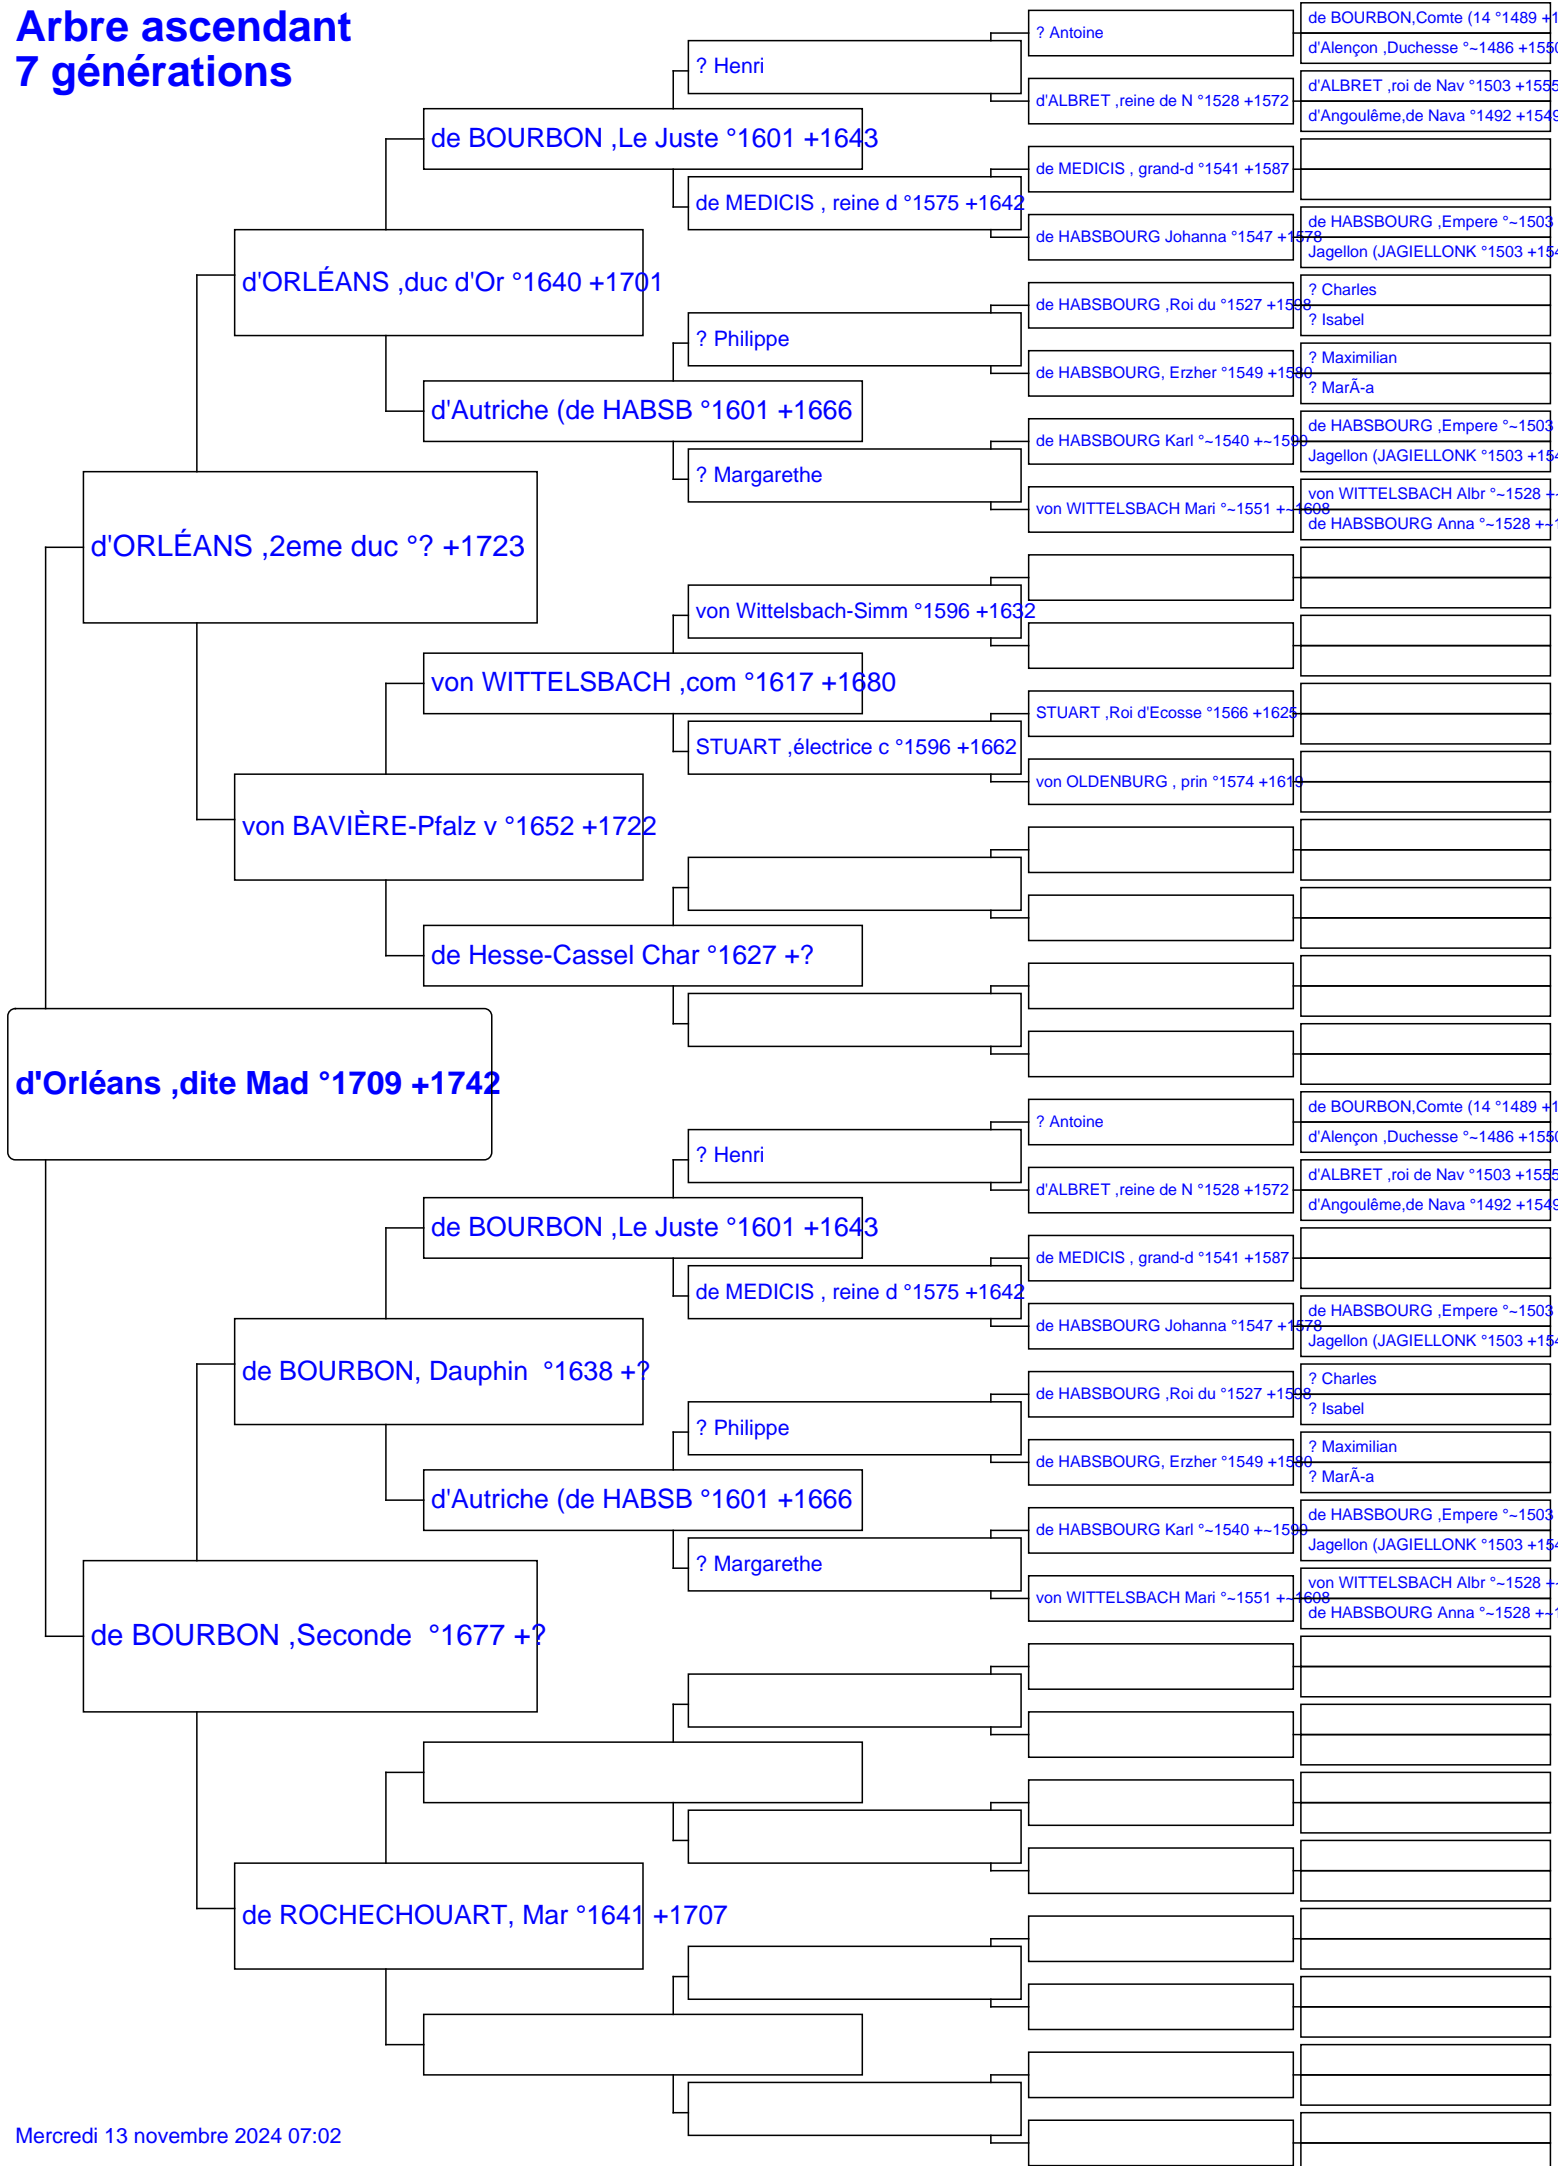 Arbre ascendant
7 générations
de BOURBON,Comte (14 °1489 +1
? Antoine
d'Alençon ,Duchesse °~1486 +1550
? Henri
d'ALBRET ,roi de Nav °1503 +1555
d'ALBRET ,reine de N °1528 +1572
d'Angoulême,de Nava °1492 +1549
de BOURBON ,Le Juste °1601 +1643
de MEDICIS , grand-d °1541 +1587
de MEDICIS , reine d °1575 +1642
de HABSBOURG ,Empere °~1503
de HABSBOURG Johanna °1547 +1578
Jagellon (JAGIELLONK °1503 +154
d'ORLÉANS ,duc d'Or °1640 +1701
? Charles
de HABSBOURG ,Roi du °1527 +1598
? Isabel
? Philippe
? Maximilian
de HABSBOURG, Erzher °1549 +1580
? MarÃ-a
d'Autriche (de HABSB °1601 +1666
de HABSBOURG ,Empere °~1503
de HABSBOURG Karl °~1540 +~1590
Jagellon (JAGIELLONK °1503 +154
? Margarethe
von WITTELSBACH Albr °~1528 +~
von WITTELSBACH Mari °~1551 +~1608
de HABSBOURG Anna °~1528 +~1
d'ORLÉANS ,2eme duc °? +1723
von Wittelsbach-Simm °1596 +1632
von WITTELSBACH ,com °1617 +1680
STUART ,Roi d'Ecosse °1566 +1625
STUART ,électrice c °1596 +1662
von OLDENBURG , prin °1574 +1619
von BAVIÈRE-Pfalz v °1652 +1722
de Hesse-Cassel Char °1627 +?
d'Orléans ,dite Mad °1709 +1742
de BOURBON,Comte (14 °1489 +1
? Antoine
d'Alençon ,Duchesse °~1486 +1550
? Henri
d'ALBRET ,roi de Nav °1503 +1555
d'ALBRET ,reine de N °1528 +1572
d'Angoulême,de Nava °1492 +1549
de BOURBON ,Le Juste °1601 +1643
de MEDICIS , grand-d °1541 +1587
de MEDICIS , reine d °1575 +1642
de HABSBOURG ,Empere °~1503
de HABSBOURG Johanna °1547 +1578
Jagellon (JAGIELLONK °1503 +154
de BOURBON, Dauphin  °1638 +?
? Charles
de HABSBOURG ,Roi du °1527 +1598
? Isabel
? Philippe
? Maximilian
de HABSBOURG, Erzher °1549 +1580
? MarÃ-a
d'Autriche (de HABSB °1601 +1666
de HABSBOURG ,Empere °~1503
de HABSBOURG Karl °~1540 +~1590
Jagellon (JAGIELLONK °1503 +154
? Margarethe
von WITTELSBACH Albr °~1528 +~
von WITTELSBACH Mari °~1551 +~1608
de HABSBOURG Anna °~1528 +~1
de BOURBON ,Seconde  °1677 +?
de ROCHECHOUART, Mar °1641 +1707
Mercredi 13 novembre 2024 07:02